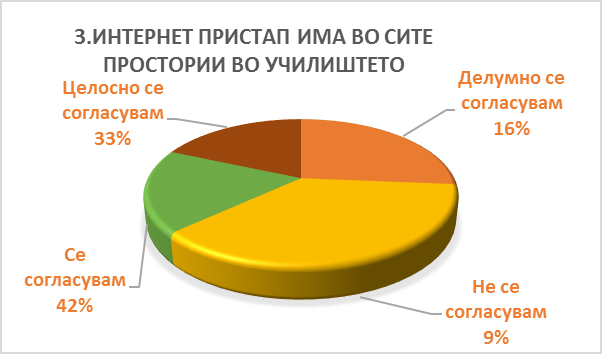 3.ИНТЕРНЕТ ПРИСТАП ИМА ВО СИТЕ
ПРОСТОРИИ ВО УЧИЛИШТЕТО
Целосно се
согласувам
33%
Делумно се
согласувам
16%
Се
согласувам
42%
Не се
согласувам
9%